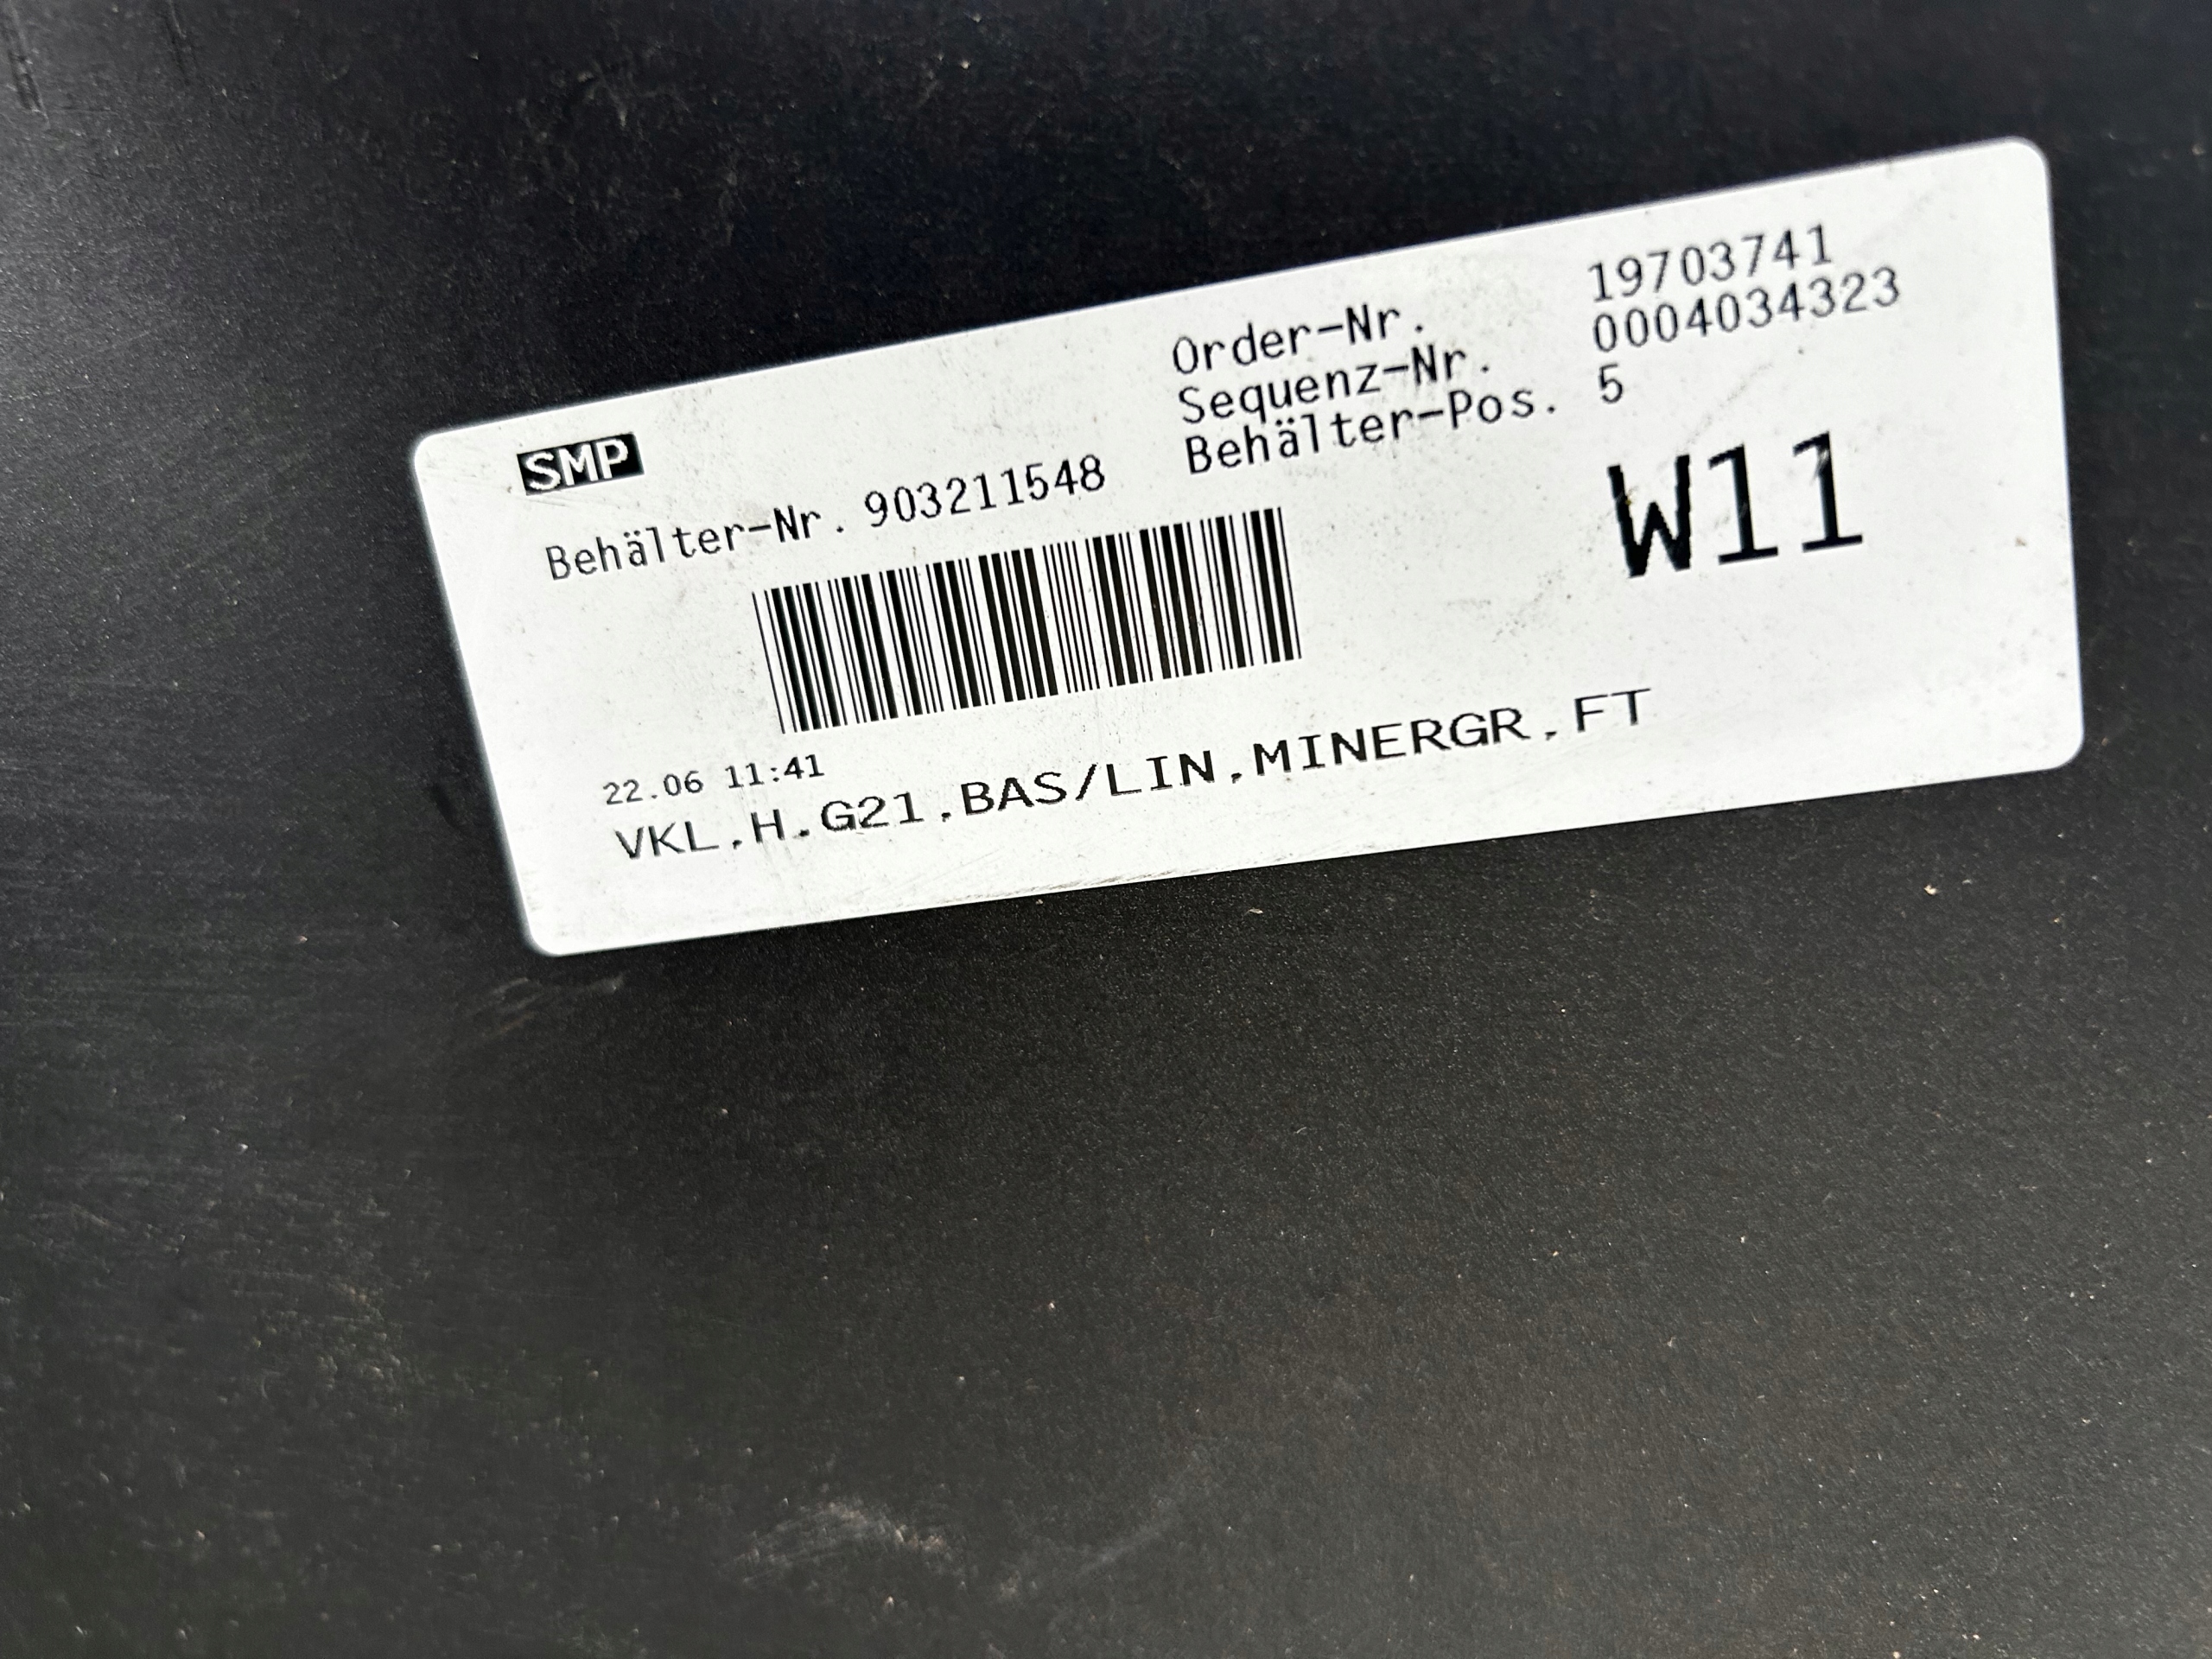 SMP
Order-Nr. 19703741
Sequenz-Nr. 0004034323
Behälter-Pos. 5
Behälter-Nr. 903211548
W11
22.06 11:41
VKL.H.G21.BAS/LIN.MINERGR.FT